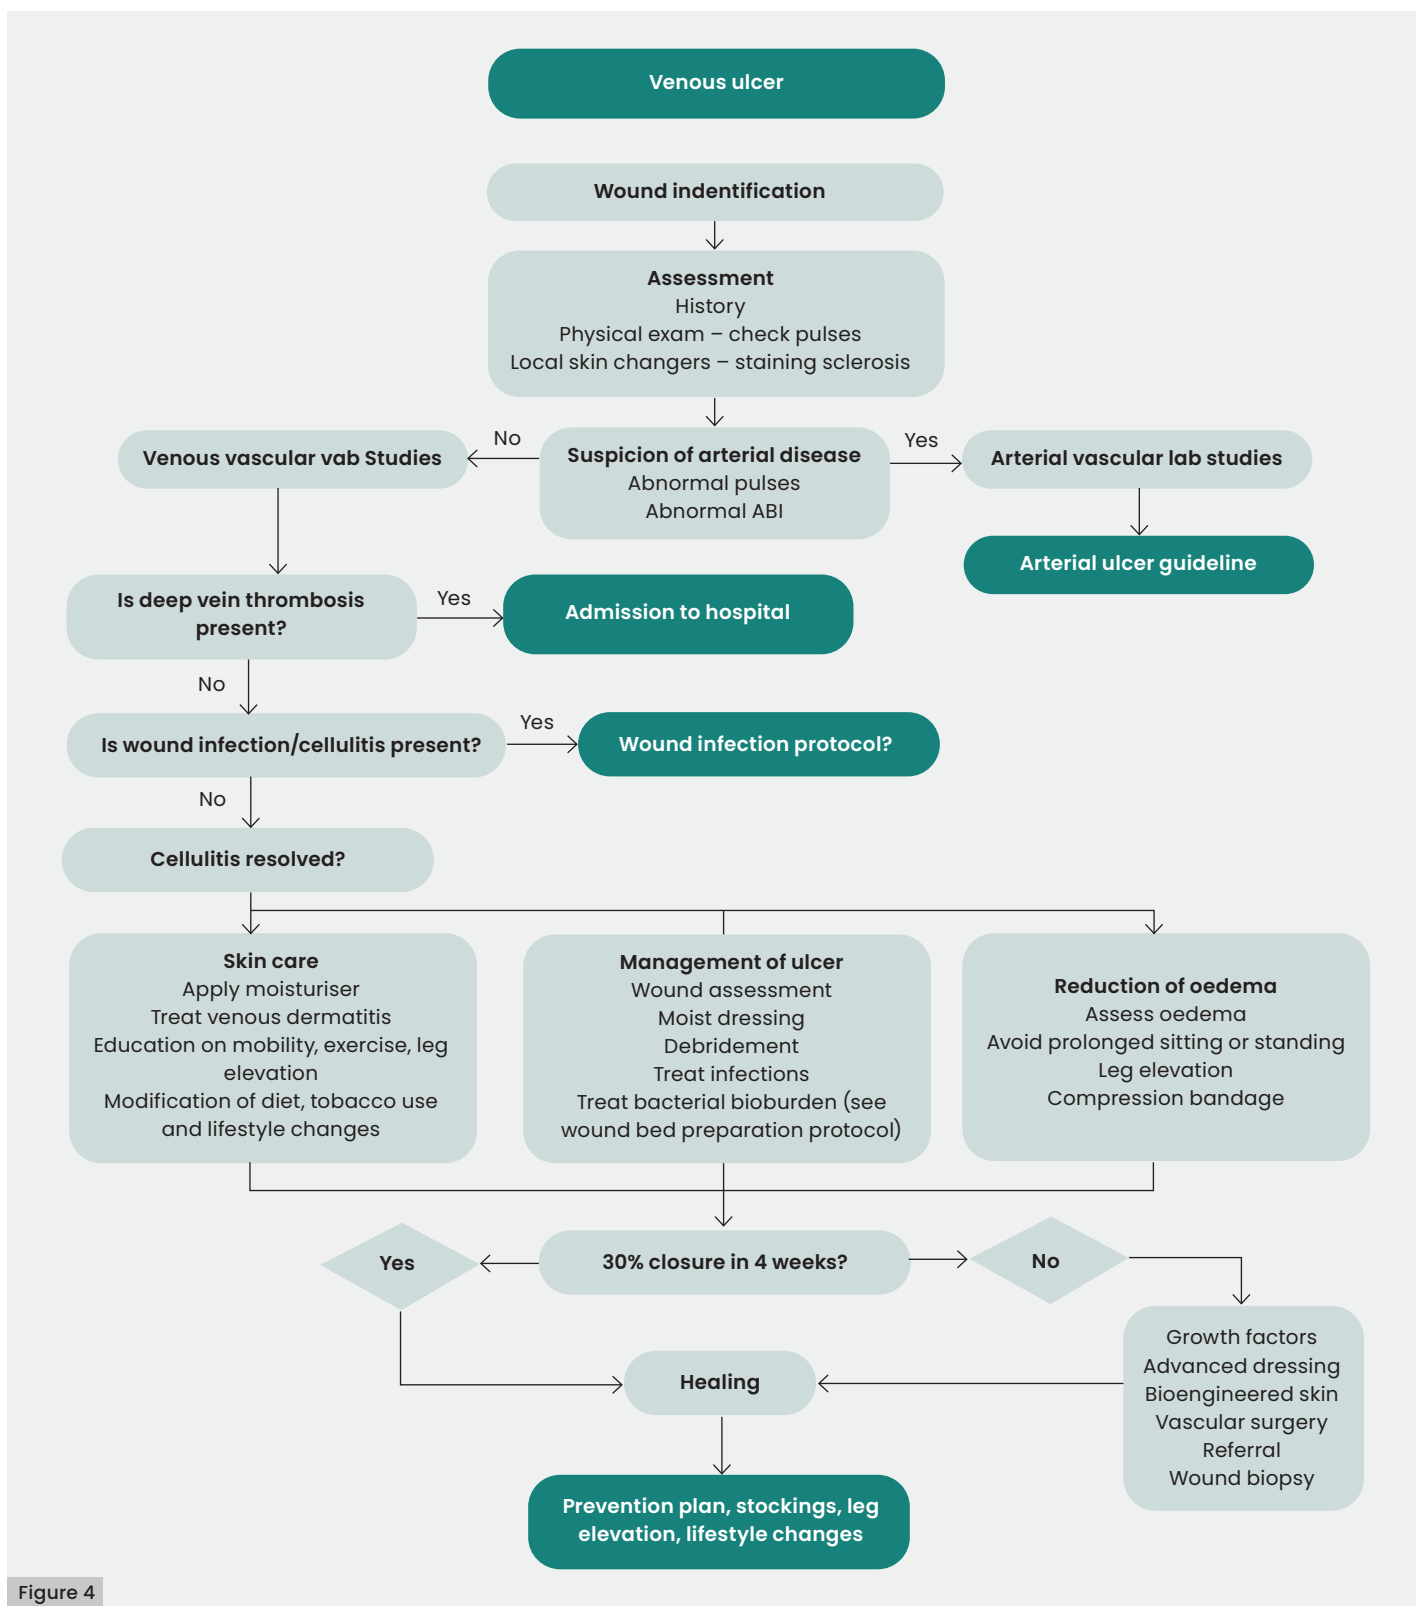 Venous ulcer
Wound indentification
Assessment
History
Physical exam – check pulses
Local skin changers – staining sclerosis
No
Yes
Venous vascular vab Studies
Suspicion of arterial disease
Abnormal pulses
Abnormal ABI
Arterial vascular lab studies
Arterial ulcer guideline
Is deep vein thrombosis
present?
Yes
Admission to hospital
No
Is wound infection/cellulitis present?
Yes
Wound infection protocol?
No
Cellulitis resolved?
Skin care
Apply moisturiser
Treat venous dermatitis
Education on mobility, exercise, leg
elevation
Modification of diet, tobacco use
and lifestyle changes
Management of ulcer
Wound assessment
Moist dressing
Debridement
Treat infections
Treat bacterial bioburden (see
wound bed preparation protocol)
Reduction of oedema
Assess oedema
Avoid prolonged sitting or standing
Leg elevation
Compression bandage
Yes
30% closure in 4 weeks?
No
Growth factors
Advanced dressing
Bioengineered skin
Vascular surgery
Referral
Wound biopsy
Healing
Prevention plan, stockings, leg
elevation, lifestyle changes
Figure 4